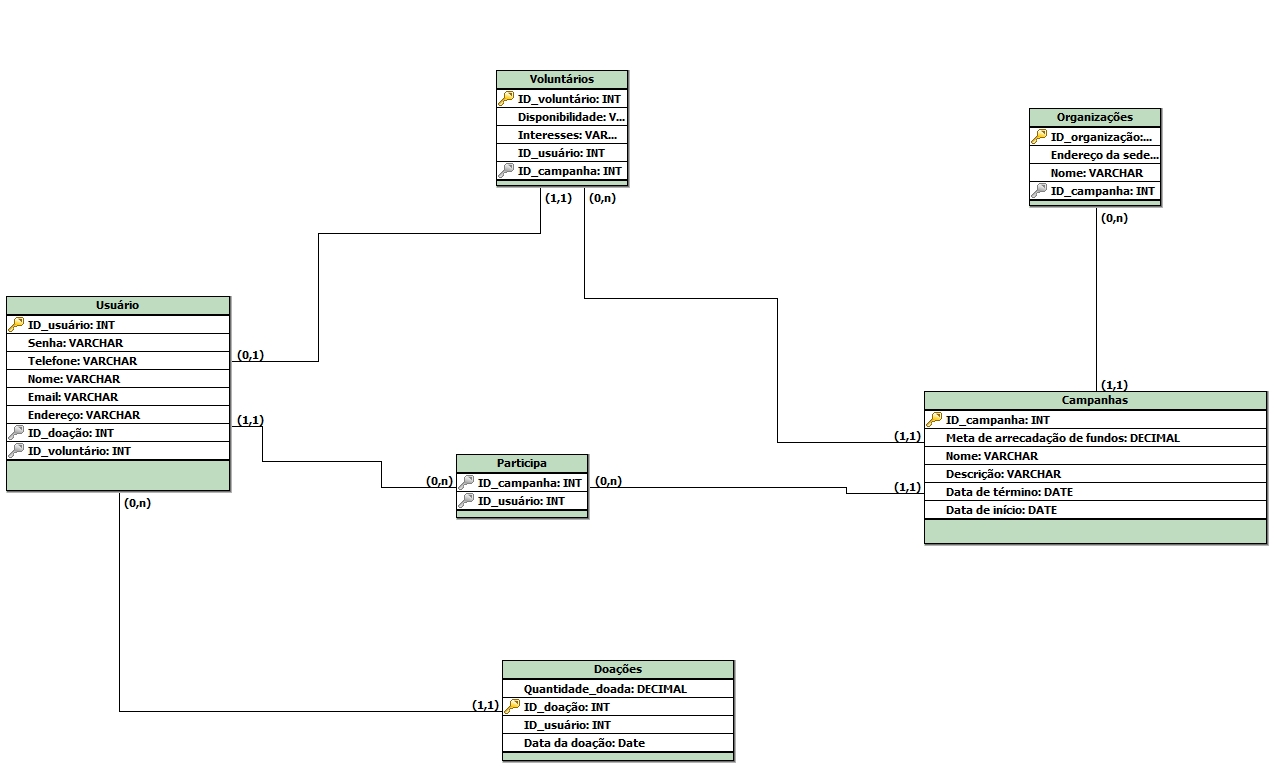 Voluntários
ID_voluntário: INT
Disponibilidade: V...
Interesses: VAR...
ID_usuário: INT
ID_campanha: INT
(1,1)
(0,n)
Organizações
ID_organização:...
Endereço da sede...
Nome: VARCHAR
ID_campanha: INT
(0,n)
(1,1)
Usuário
ID_usuário: INT
Senha: VARCHAR
Telefone: VARCHAR
Nome: VARCHAR
Email: VARCHAR
Endereço: VARCHAR
ID_doação: INT
ID_voluntário: INT
(0,1)
(1,1)
(0,n)
Participa
ID_campanha: INT
ID_usuário: INT
(0,n)
(0,n)
Campanhas
ID_campanha: INT
Meta de arrecadação de fundos: DECIMAL
Nome: VARCHAR
Descrição: VARCHAR
Data de término: DATE
Data de início: DATE
(1,1)
(1,1)
Doações
Quantidade_doada: DECIMAL
ID_doação: INT
ID_usuário: INT
Data da doação: Date
(1,1)